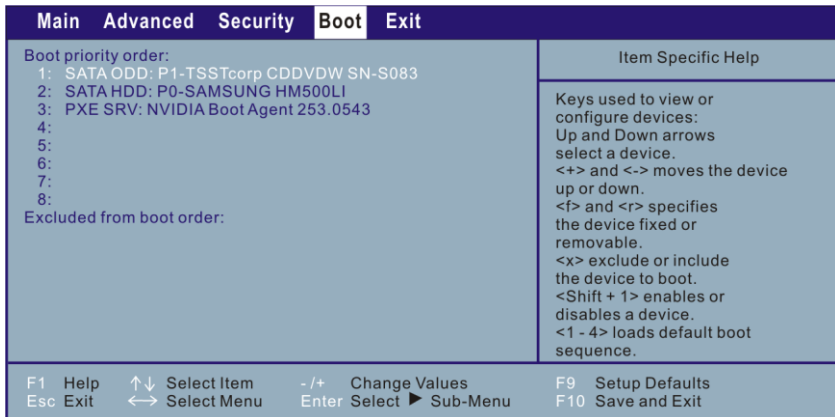 Main Advanced Security Boot Exit
Boot priority order:
1: SATA ODD: P1-TSSTcorp CDDVDW SN-S083
2: SATA HDD: P0-SAMSUNG HM500LI
3: PXE SRV: NVIDIA Boot Agent 253.0543
4:
5:
6:
7:
8:
Excluded from boot order:
Item Specific Help
Keys used to view or
configure devices:
Up and Down arrows
select a device.
<+> and <-> moves the device
up or down.
<f> and <r> specifies
the device fixed or
removable.
<x> exclude or include
the device to boot.
<Shift + 1> enables or
disables a device.
<1 - 4> loads default boot
sequence.
F1 Help ↑↓ Select Item -/+ Change Values F9 Setup Defaults
Esc Exit ↔ Select Menu Enter Select ▶ Sub-Menu F10 Save and Exit